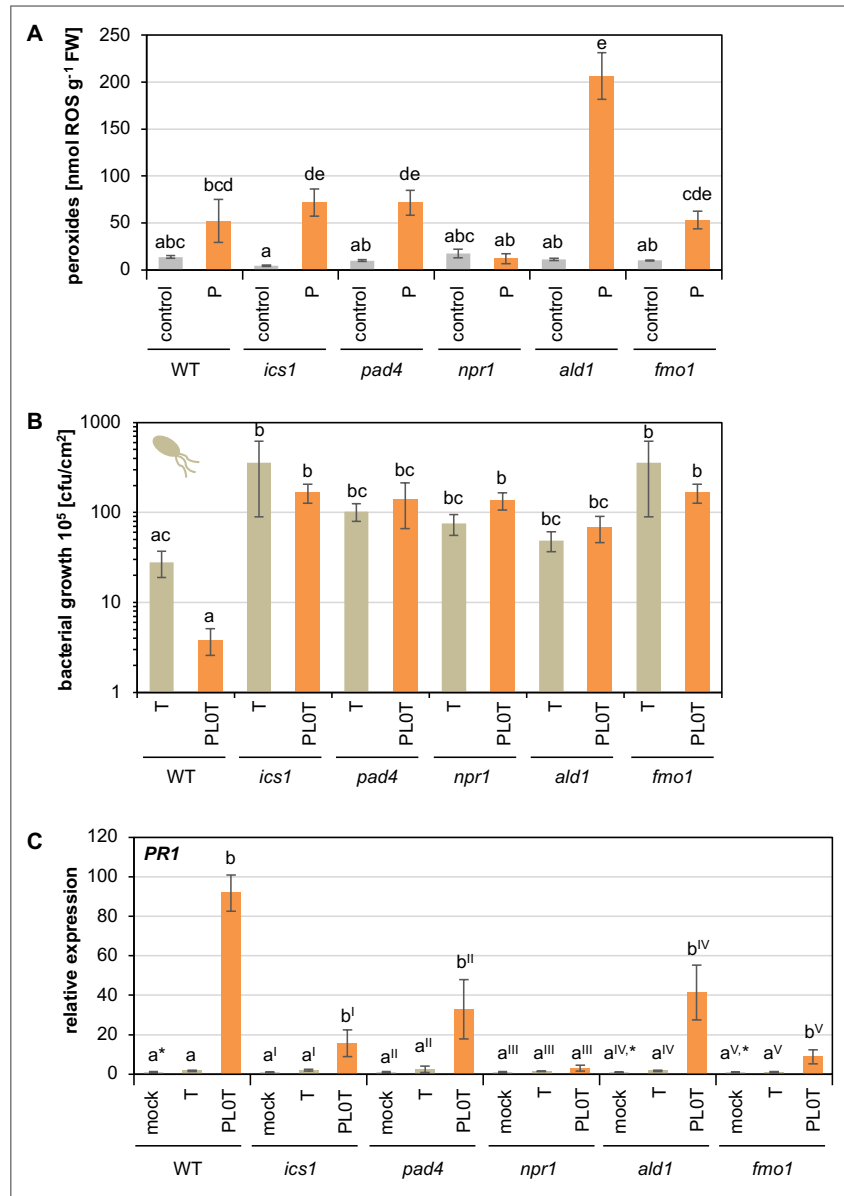 A
peroxides [nmol ROS g⁻¹ FW]
250
200
150
100
50
0
abc bcd a de ab de abc ab ab e ab cde
control P control P control P control P control P control P
WT ics1 pad4 npr1 ald1 fmo1
B
bacterial growth 10⁵ [cfu/cm²]
1000
100
10
1
ac a b b bc bc bc b bc bc b b
T PL0T T PL0T T PL0T T PL0T T PL0T T PL0T
WT ics1 pad4 npr1 ald1 fmo1
C
PR1
relative expression
120
100
80
60
40
20
0
a* a b aᴵ aᴵ bᴵ aᴵᴵ aᴵᴵ bᴵᴵ aᴵᴵᴵ aᴵᴵᴵ aᴵᴵᴵ aᴵⱽ,* aᴵⱽ bᴵⱽ aⱽ,* aⱽ bⱽ
mock T PL0T mock T PL0T mock T PL0T mock T PL0T mock T PL0T mock T PL0T
WT ics1 pad4 npr1 ald1 fmo1